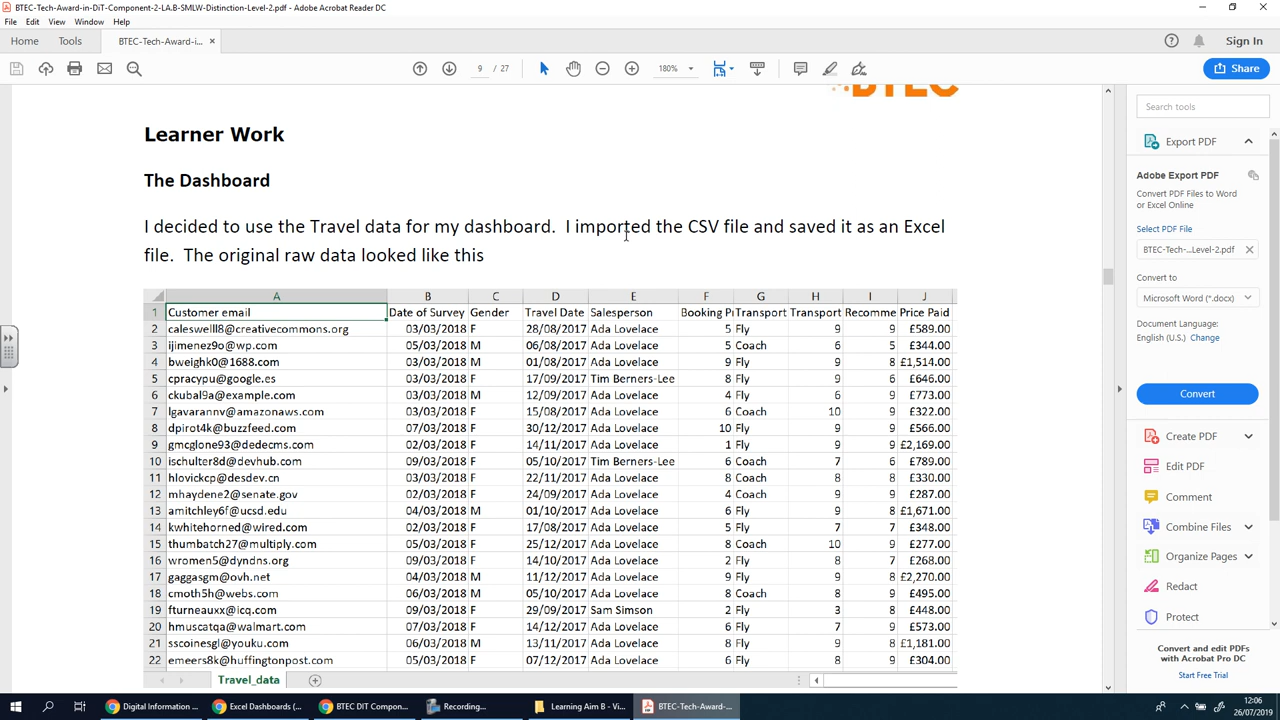 BTEC-Tech-Award-in-DiT-Component-2-LA.B-SMLW-Distinction-Level-2.pdf - Adobe Acrobat Reader DC
File Edit View Window Help
Home Tools BTEC-Tech-Award-i... × Sign In
9 / 27 180% Share
BTEC
Learner Work
The Dashboard
I decided to use the Travel data for my dashboard. I imported the CSV file and saved it as an Excel
file. The original raw data looked like this
A B C D E F G H I J
1 Customer email Date of Survey Gender Travel Date Salesperson Booking Transport Transport Recomme Price Paid
2 caleswelll8@creativecommons.org 03/03/2018 F 28/08/2017 Ada Lovelace 5 Fly 9 9 £589.00
3 ijimenez9o@wp.com 05/03/2018 M 06/08/2017 Ada Lovelace 5 Coach 6 5 £344.00
4 bweighk0@1688.com 03/03/2018 M 01/08/2017 Ada Lovelace 9 Fly 9 8 £1,514.00
5 cpracypu@google.es 03/03/2018 F 17/09/2017 Tim Berners-Lee 8 Fly 9 6 £646.00
6 ckubal9a@example.com 03/03/2018 M 12/09/2017 Ada Lovelace 4 Fly 6 9 £773.00
7 lgavarannv@amazonaws.com 03/03/2018 F 15/08/2017 Ada Lovelace 6 Coach 10 9 £322.00
8 dpirot4k@buzzfeed.com 07/03/2018 F 30/12/2017 Ada Lovelace 10 Fly 9 9 £566.00
9 gmcglone93@dedecms.com 02/03/2018 F 14/11/2017 Ada Lovelace 1 Fly 9 9 £2,169.00
10 ischulter8d@devhub.com 09/03/2018 F 05/10/2017 Tim Berners-Lee 6 Coach 7 6 £789.00
11 hlovickcp@desdev.cn 03/03/2018 F 22/11/2017 Ada Lovelace 8 Coach 8 8 £330.00
12 mhaydene2@senate.gov 02/03/2018 F 24/09/2017 Ada Lovelace 4 Coach 9 9 £287.00
13 amitchley6f@ucsd.edu 04/03/2018 M 01/10/2017 Ada Lovelace 6 Fly 9 8 £1,671.00
14 kwhitehorned@wired.com 02/03/2018 F 17/08/2017 Ada Lovelace 5 Fly 7 7 £348.00
15 thumbatch27@multiply.com 05/03/2018 F 25/12/2017 Ada Lovelace 8 Coach 10 9 £277.00
16 wromen5@dyndns.org 09/03/2018 F 14/10/2017 Ada Lovelace 2 Fly 8 7 £268.00
17 gaggasgm@ovh.net 04/03/2018 M 11/12/2017 Ada Lovelace 9 Fly 9 8 £2,270.00
18 cmoth5h@webs.com 06/03/2018 M 05/10/2017 Ada Lovelace 8 Coach 9 8 £495.00
19 fturneauxx@icq.com 09/03/2018 F 29/09/2017 Sam Simson 2 Fly 3 8 £448.00
20 hmuscatqa@walmart.com 07/03/2018 F 14/12/2017 Ada Lovelace 6 Fly 7 9 £573.00
21 sscoinesgl@youku.com 06/03/2018 M 13/11/2017 Ada Lovelace 8 Fly 9 8 £1,181.00
22 emeers8k@huffingtonpost.com 05/03/2018 F 07/12/2017 Ada Lovelace 6 Fly 8 9 £304.00
Travel_data
Search tools
Export PDF
Adobe Export PDF
Convert PDF Files to Word
or Excel Online
Select PDF File
BTEC-Tech-...Level-2.pdf ×
Convert to
Microsoft Word (*.docx)
Document Language:
English (U.S.) Change
Convert
Create PDF
Edit PDF
Comment
Combine Files
Organize Pages
Redact
Protect
Convert and edit PDFs
with Acrobat Pro DC
Start Free Trial
Digital Information ... Excel Dashboards (... BTEC DIT Compon... Recording... Learning Aim B - Vi... BTEC-Tech-Award-...
12:06
26/07/2019